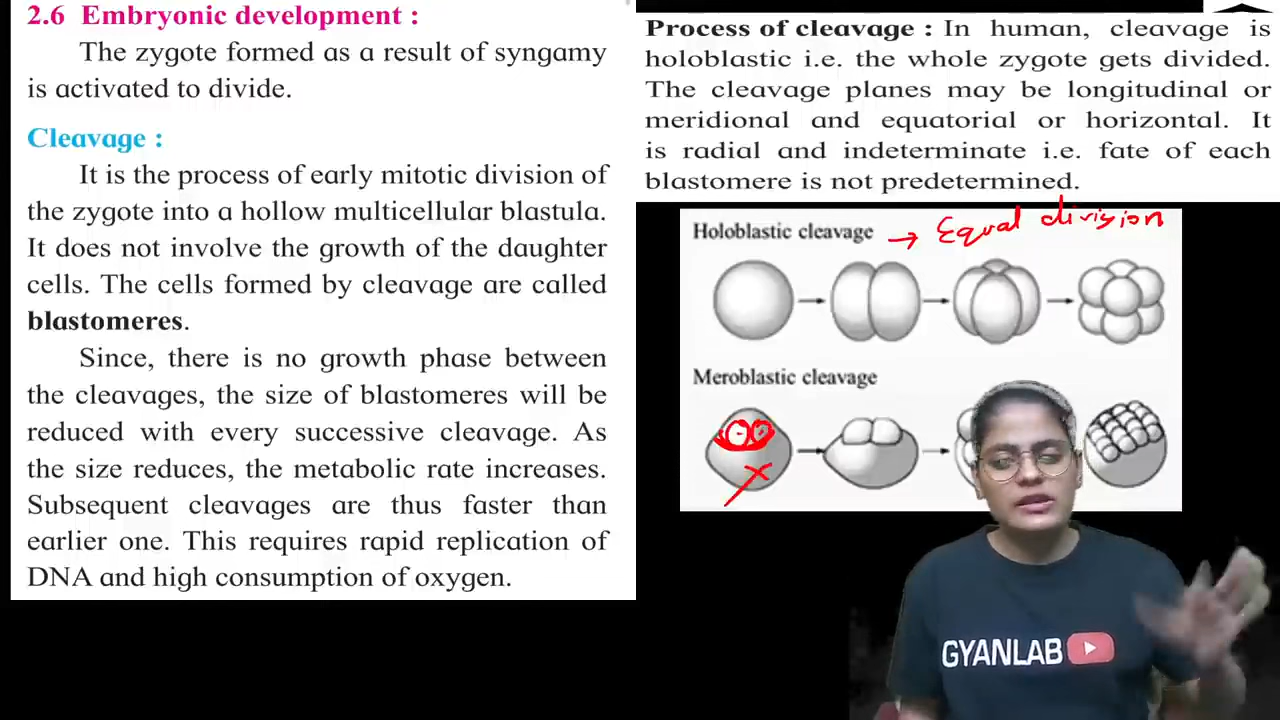 2.6 Embryonic development :
The zygote formed as a result of syngamy
is activated to divide.
Cleavage :
It is the process of early mitotic division of
the zygote into a hollow multicellular blastula.
It does not involve the growth of the daughter
cells. The cells formed by cleavage are called
blastomeres.
Since, there is no growth phase between
the cleavages, the size of blastomeres will be
reduced with every successive cleavage. As
the size reduces, the metabolic rate increases.
Subsequent cleavages are thus faster than
earlier one. This requires rapid replication of
DNA and high consumption of oxygen.
Process of cleavage : In human, cleavage is
holoblastic i.e. the whole zygote gets divided.
The cleavage planes may be longitudinal or
meridional and equatorial or horizontal. It
is radial and indeterminate i.e. fate of each
blastomere is not predetermined.
Holoblastic cleavage → Equal division
Meroblastic cleavage
GYANLAB